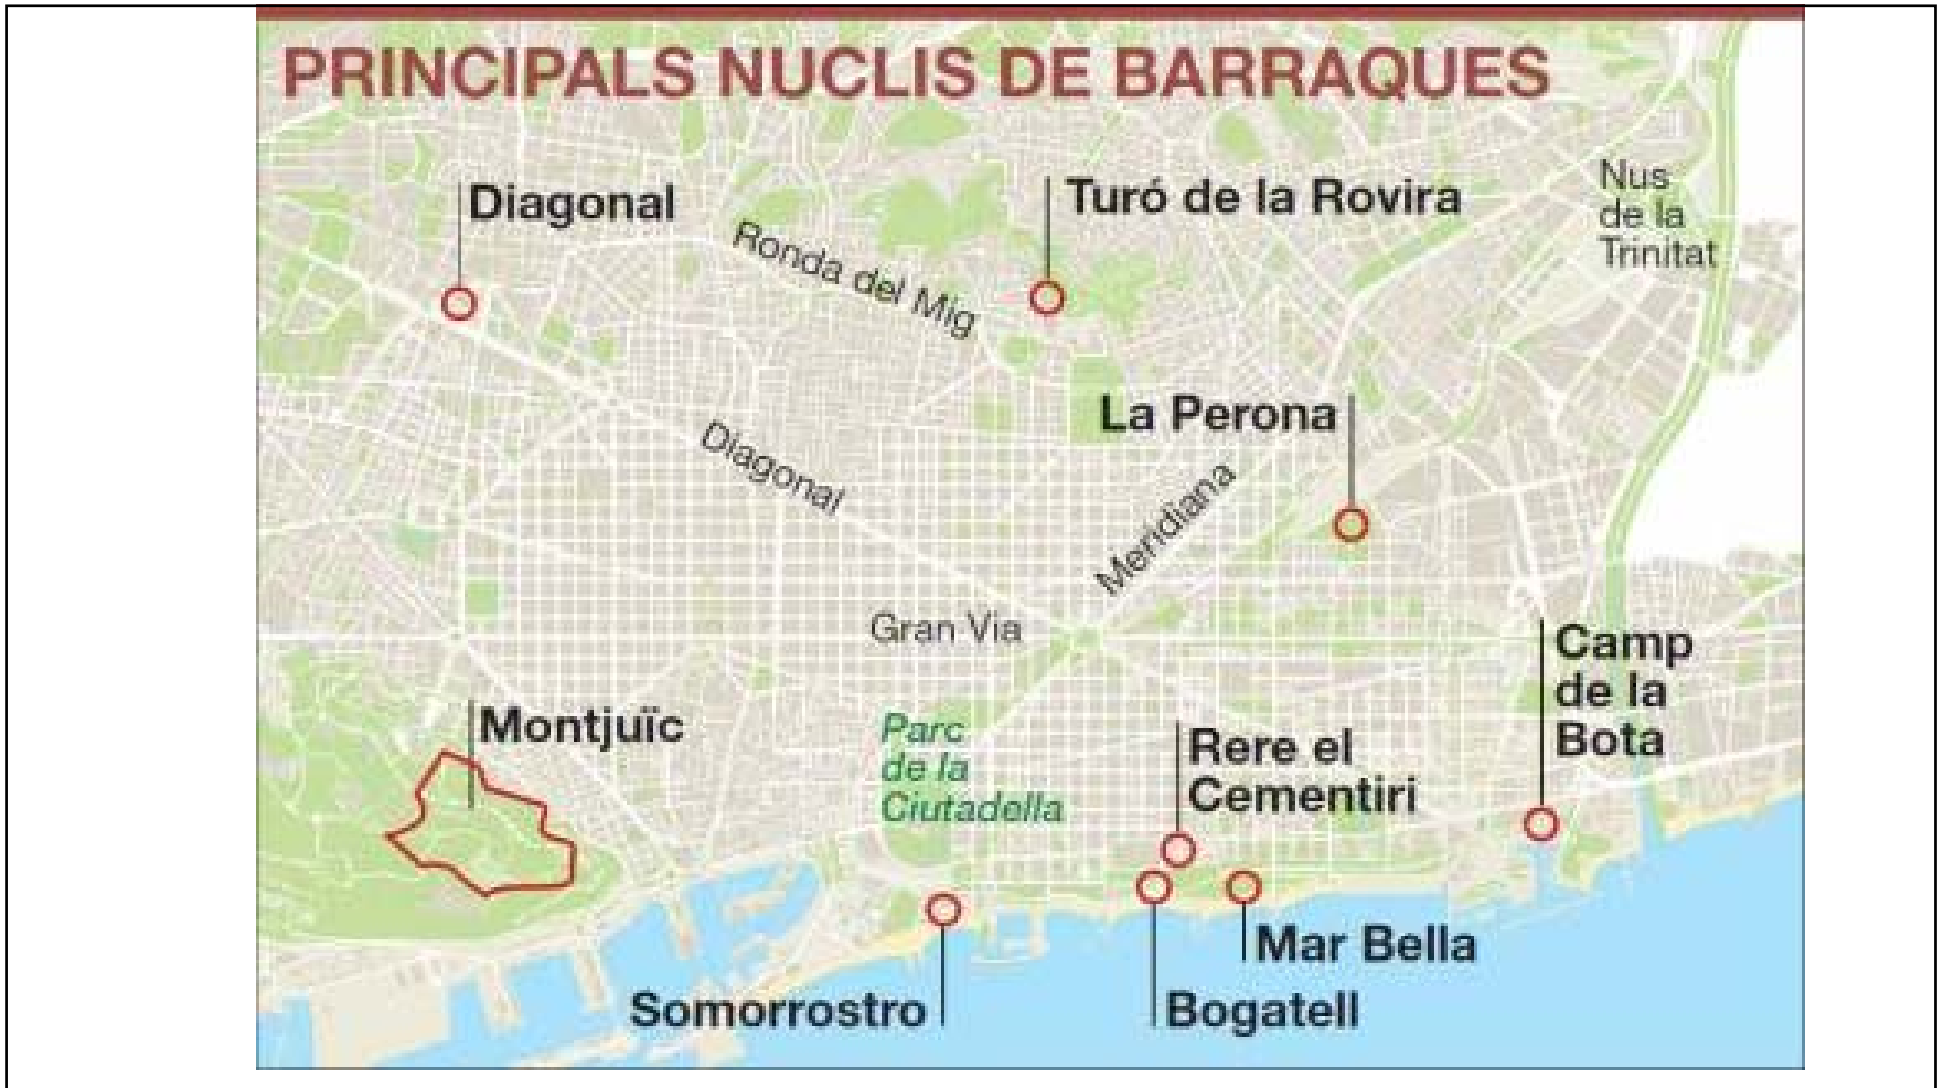 PRINCIPALS NUCLIS DE BARRAQUES
Diagonal
Turó de la Rovira
Nus
de la
Trinitat
Ronda del Mig
La Perona
Diagonal
Meridiana
Gran Via
Camp
de la
Bota
Montjuïc
Parc
de la
Ciutadella
Rere el
Cementiri
Mar Bella
Somorrostro
Bogatell